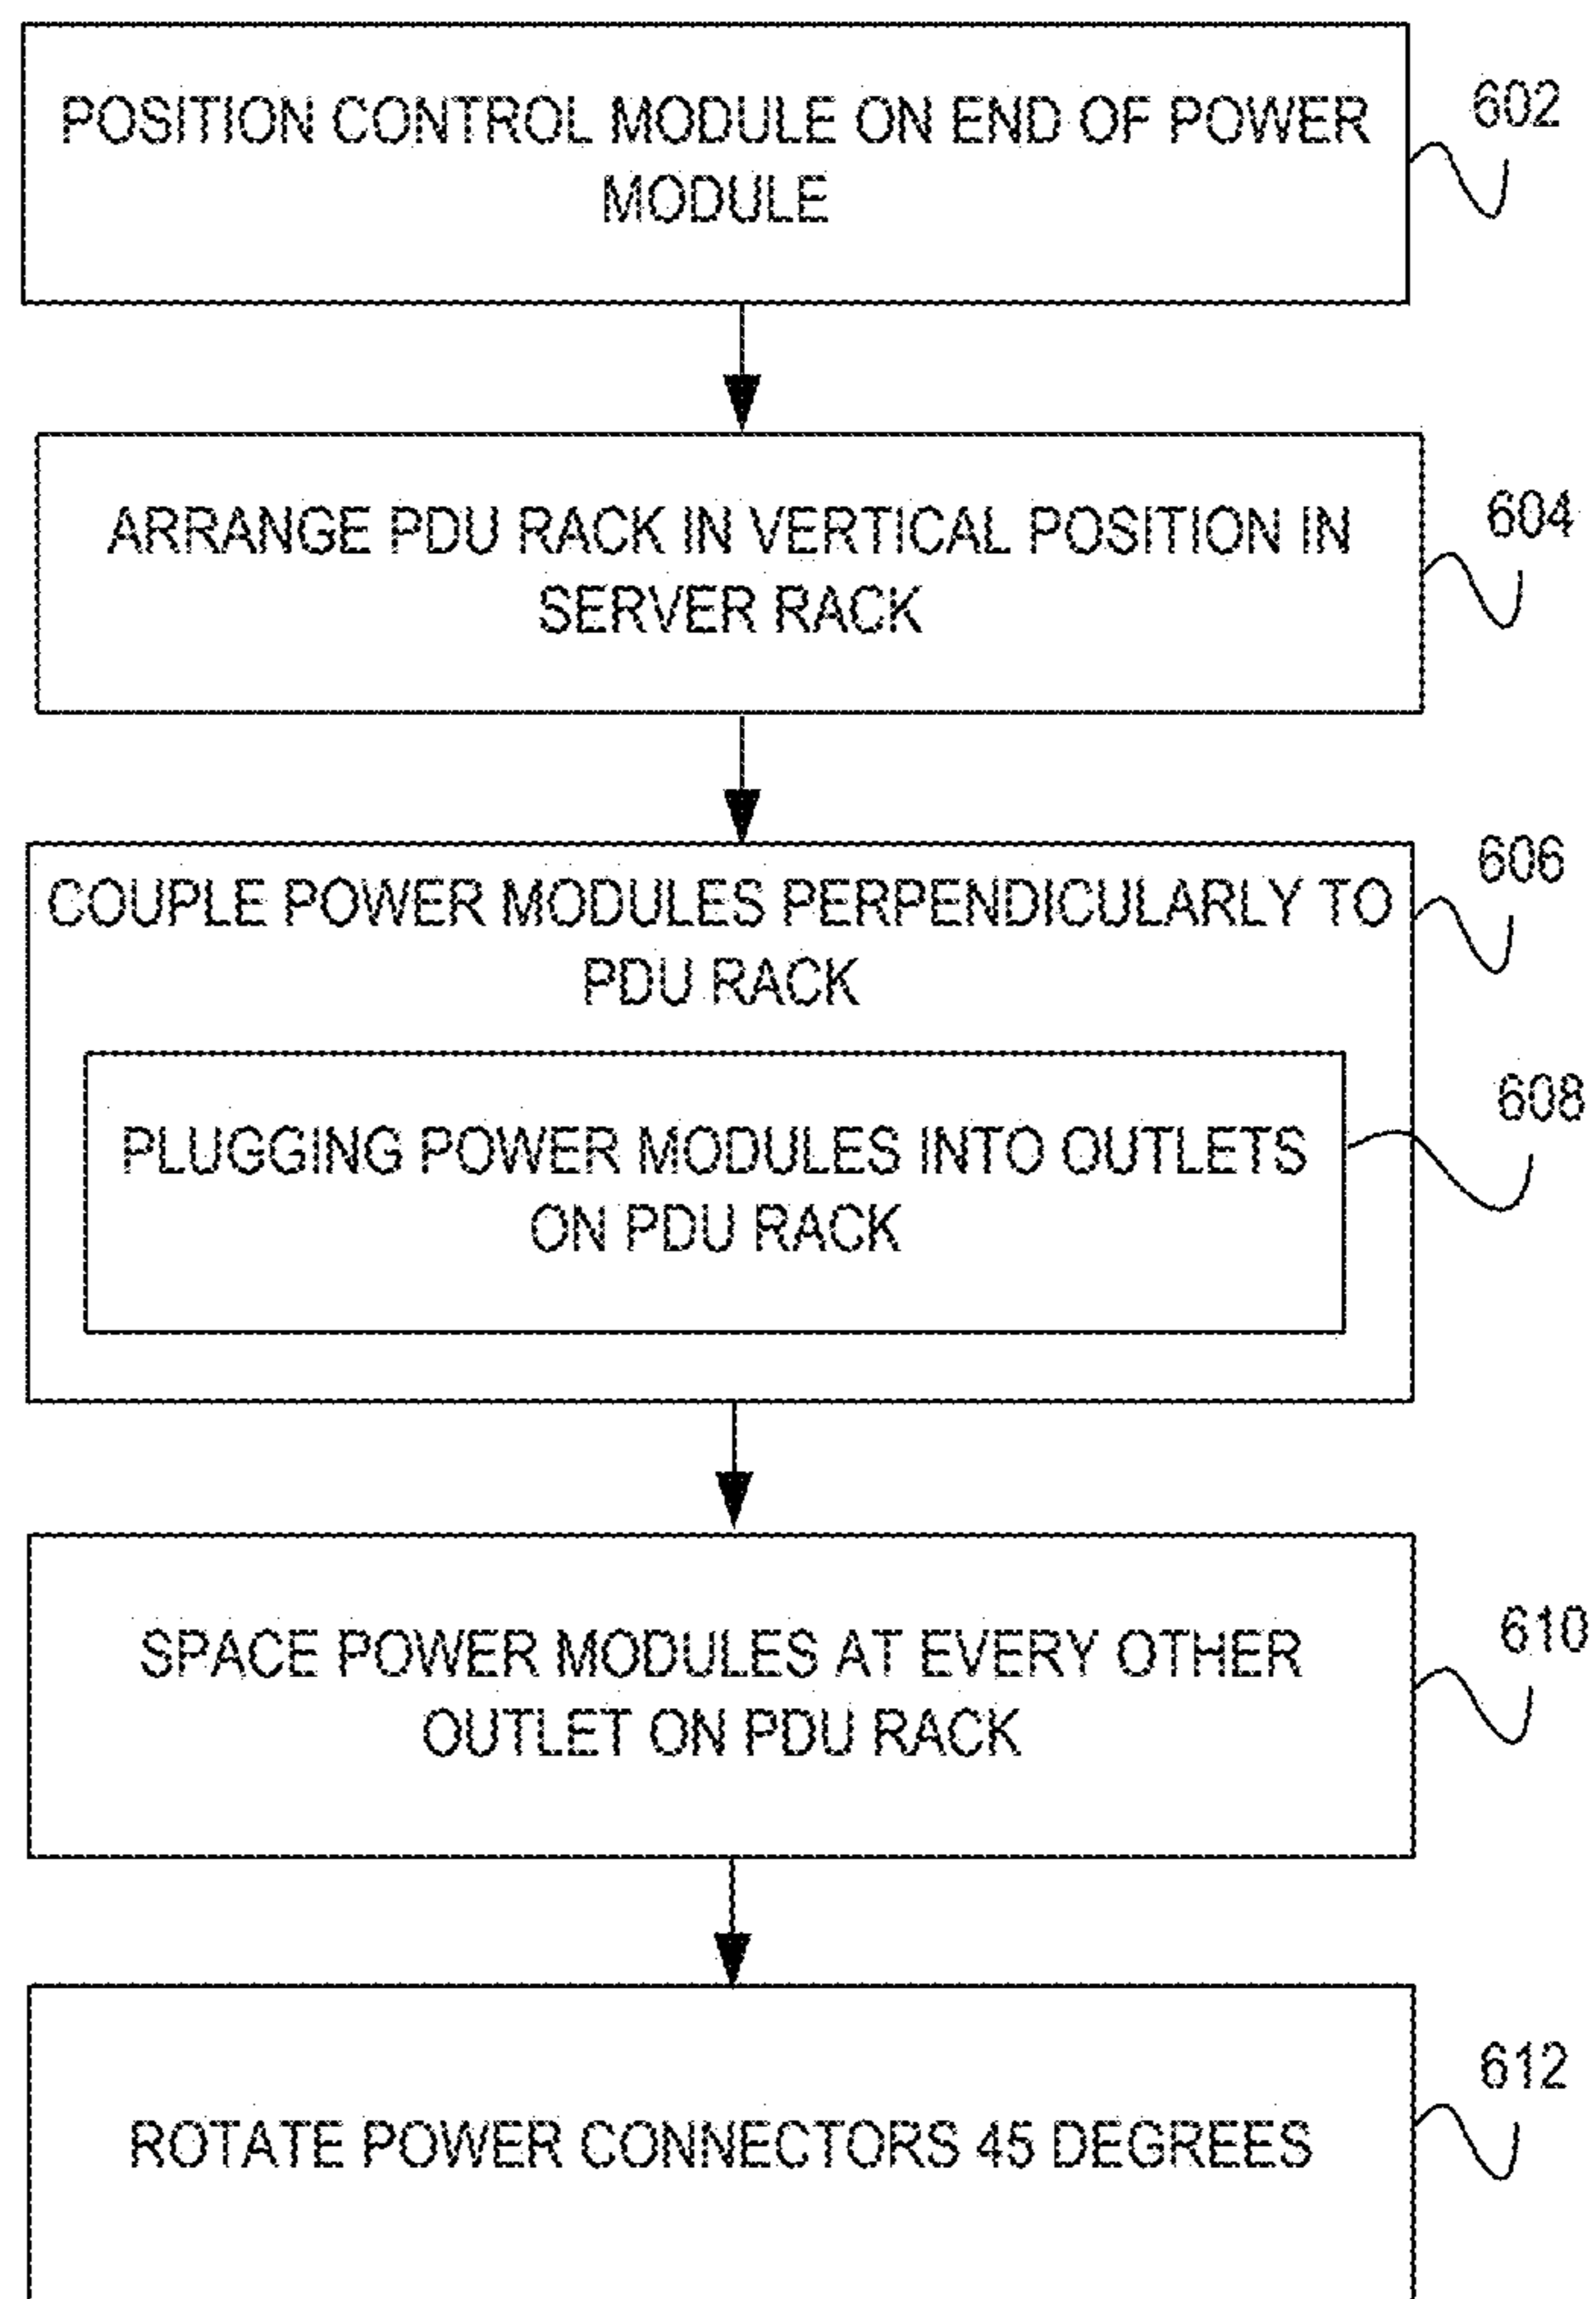 POSITION CONTROL MODULE ON END OF POWER
MODULE
602
ARRANGE PDU RACK IN VERTICAL POSITION IN
SERVER RACK
604
COUPLE POWER MODULES PERPENDICULARLY TO
PDU RACK
606
PLUGGING POWER MODULES INTO OUTLETS
ON PDU RACK
608
SPACE POWER MODULES AT EVERY OTHER
OUTLET ON PDU RACK
610
ROTATE POWER CONNECTORS 45 DEGREES
612